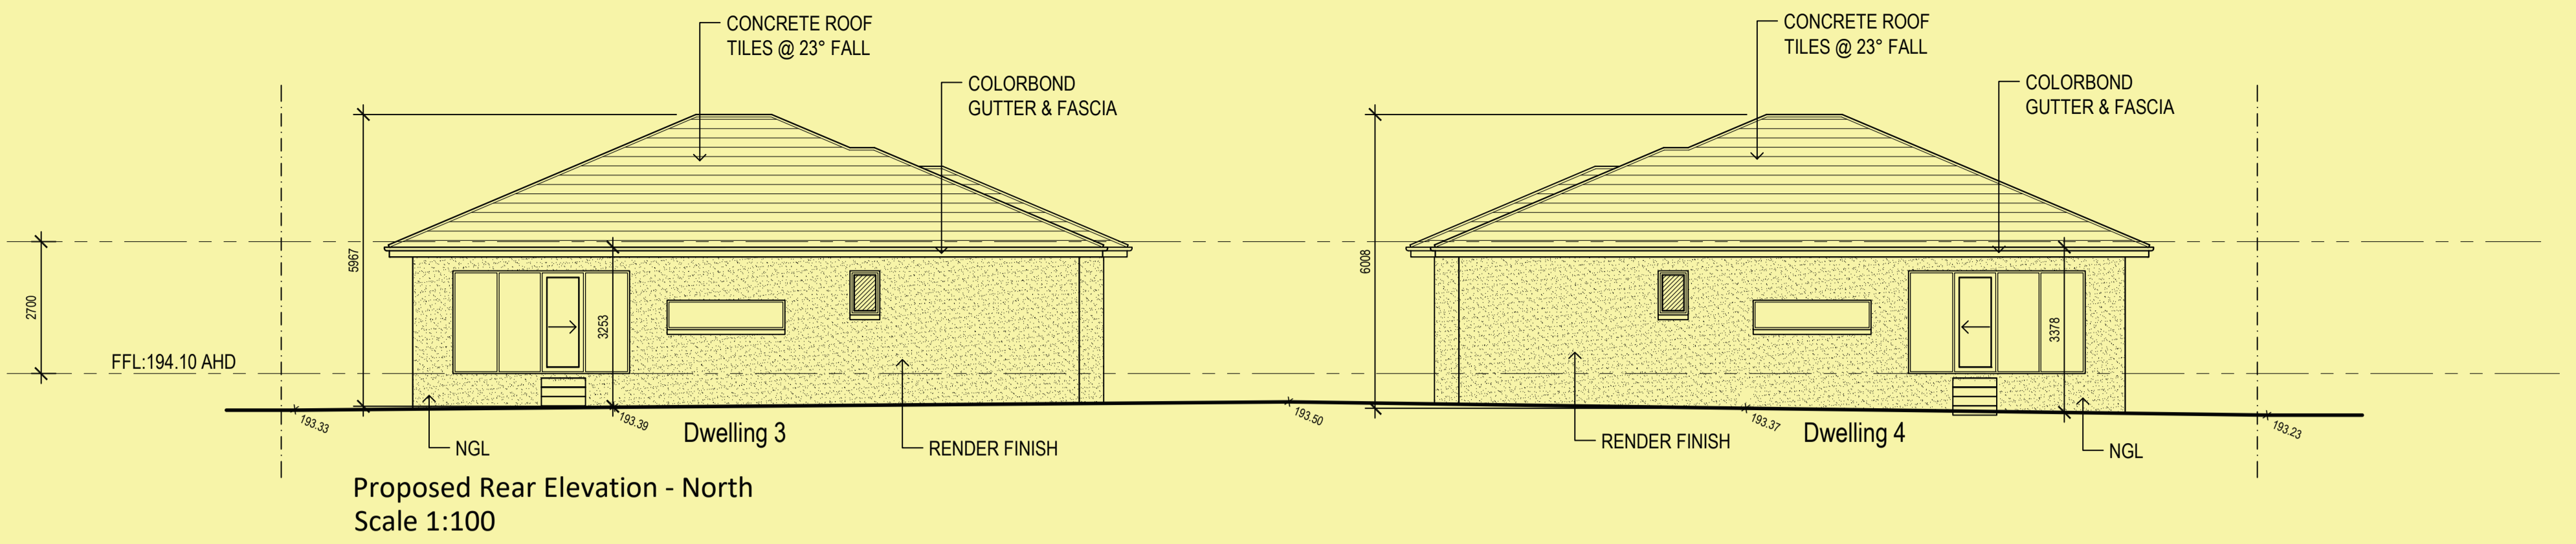 CONCRETE ROOF
TILES @ 23° FALL
COLORBOND
GUTTER & FASCIA
CONCRETE ROOF
TILES @ 23° FALL
COLORBOND
GUTTER & FASCIA
5967
6008
2700
3253
3378
FFL:194.10 AHD
193.33
193.39
193.50
193.37
193.23
NGL
Dwelling 3
RENDER FINISH
RENDER FINISH
Dwelling 4
NGL
Proposed Rear Elevation - North
Scale 1:100